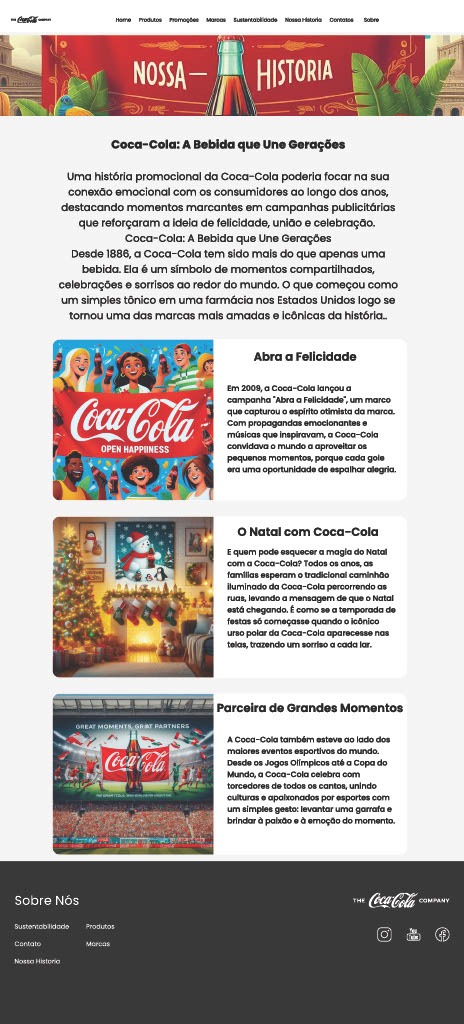 THE Coca-Cola COMPANY
Home Produtos Promoções Marcas Sustentabilidade Nossa Historia Contatos Sobre
NOSSA— HISTORIA
Coca-Cola: A Bebida que Une Gerações
Uma história promocional da Coca-Cola poderia focar na sua
conexão emocional com os consumidores ao longo dos anos,
destacando momentos marcantes em campanhas publicitárias
que reforçaram a ideia de felicidade, união e celebração.
Coca-Cola: A Bebida que Une Gerações
Desde 1886, a Coca-Cola tem sido mais do que apenas uma
bebida. Ela é um símbolo de momentos compartilhados,
celebrações e sorrisos ao redor do mundo. O que começou como
um simples tônico em uma farmácia nos Estados Unidos logo se
tornou uma das marcas mais amadas e icônicas da história..
Coca-Cola
OPEN HAPPINESS
Abra a Felicidade
Em 2009, a Coca-Cola lançou a
campanha "Abra a Felicidade", um marco
que capturou o espírito otimista da marca.
Com propagandas emocionantes e
músicas que inspiravam, a Coca-Cola
convidava o mundo a aproveitar os
pequenos momentos, porque cada gole
era uma oportunidade de espalhar alegria.
O Natal com Coca-Cola
E quem pode esquecer a magia do Natal
com a Coca-Cola? Todos os anos, as
famílias esperam o tradicional caminhão
iluminado da Coca-Cola percorrendo as
ruas, levando a mensagem de que o Natal
está chegando. É como se a temporada de
festas só começasse quando o icônico
urso polar da Coca-Cola aparecesse nas
telas, trazendo um sorriso a cada lar.
GREAT MOMENTS, GREAT PARTNERS
Coca-Cola
Parceira de Grandes Momentos
A Coca-Cola também esteve ao lado dos
maiores eventos esportivos do mundo.
Desde os Jogos Olímpicos até a Copa do
Mundo, a Coca-Cola celebra com
torcedores de todos os cantos, unindo
culturas e apaixonados por esportes com
um simples gesto: levantar uma garrafa e
brindar à paixão e à emoção do momento.
Sobre Nós
Sustentabilidade Produtos
Contato Marcas
Nossa Historia
THE Coca-Cola COMPANY
You
Tube